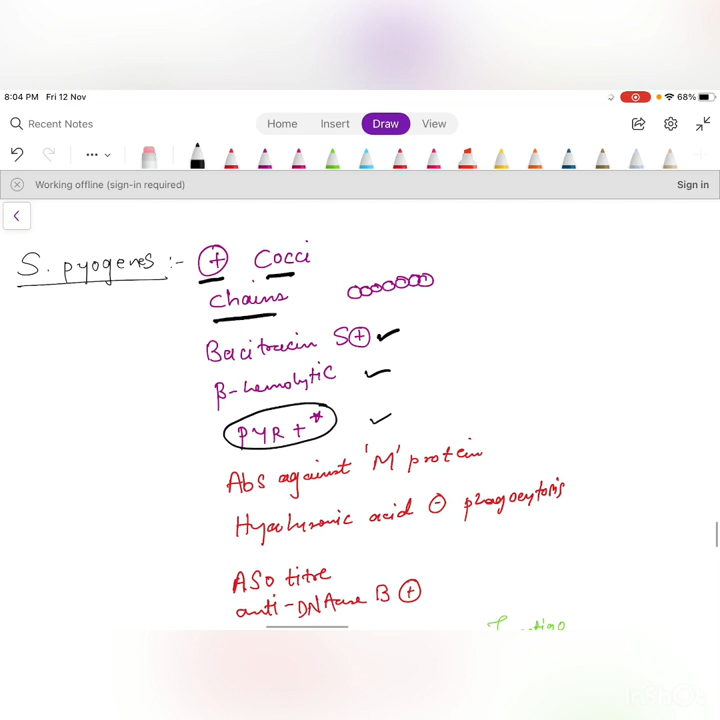 8:04 PM Fri 12 Nov
68%
Recent Notes
Home Insert Draw View
Working offline (sign-in required)
Sign in
S. pyogenes :- + Cocci
Chains
Bacitracin S+
β-hemolytic
PYR + *
Abs against 'M' protein
Hyaluronic acid ⊖ phagocytosis
ASO titre
anti-DNAase B +